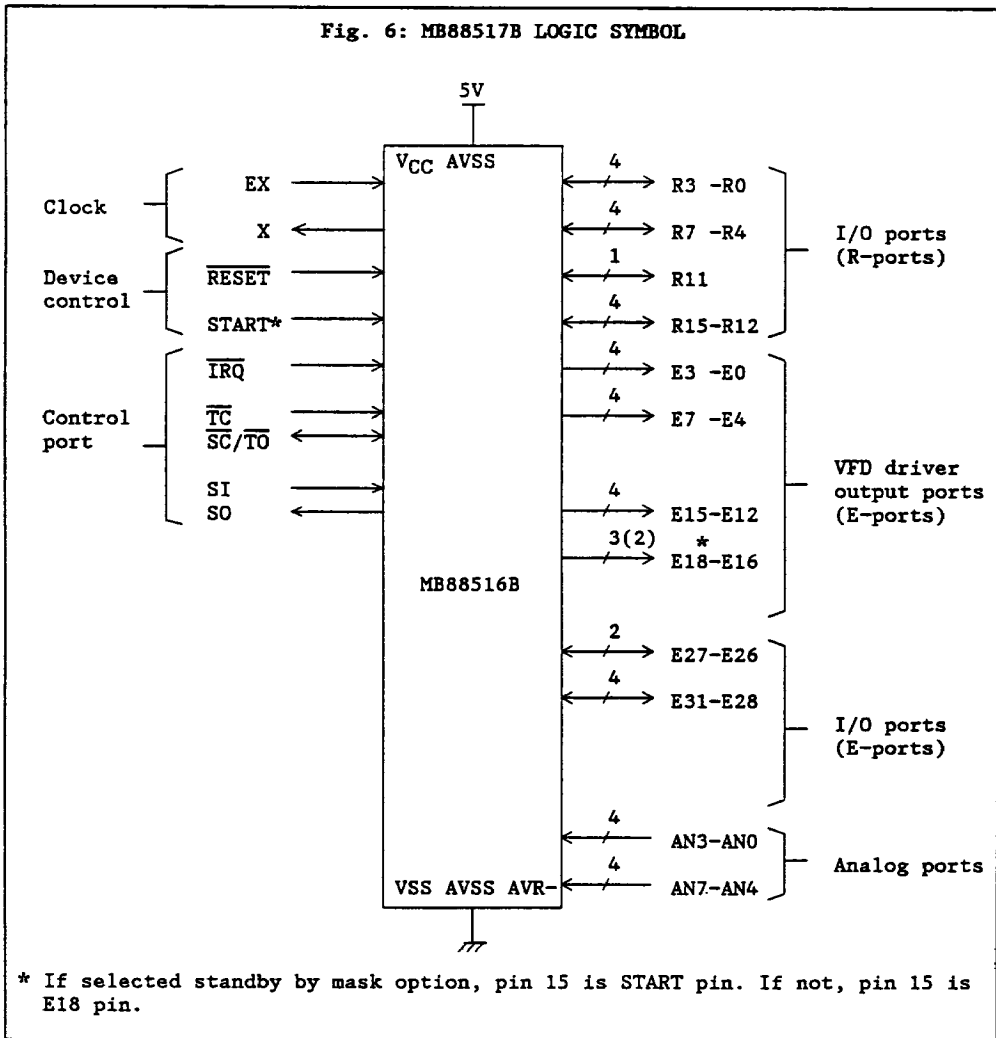 Fig. 6: MB88517B LOGIC SYMBOL
5V
VCC AVSS
Clock
EX
X
Device
control
RESET
START*
Control
port
IRQ
TC
SC/TO
SI
SO
MB88516B
4
R3 -R0
4
R7 -R4
1
R11
4
R15-R12
I/O ports
(R-ports)
4
E3 -E0
4
E7 -E4
4
E15-E12
3(2) *
E18-E16
VFD driver
output ports
(E-ports)
2
E27-E26
4
E31-E28
I/O ports
(E-ports)
4
AN3-AN0
4
AN7-AN4
Analog ports
VSS AVSS AVR-
* If selected standby by mask option, pin 15 is START pin. If not, pin 15 is
E18 pin.